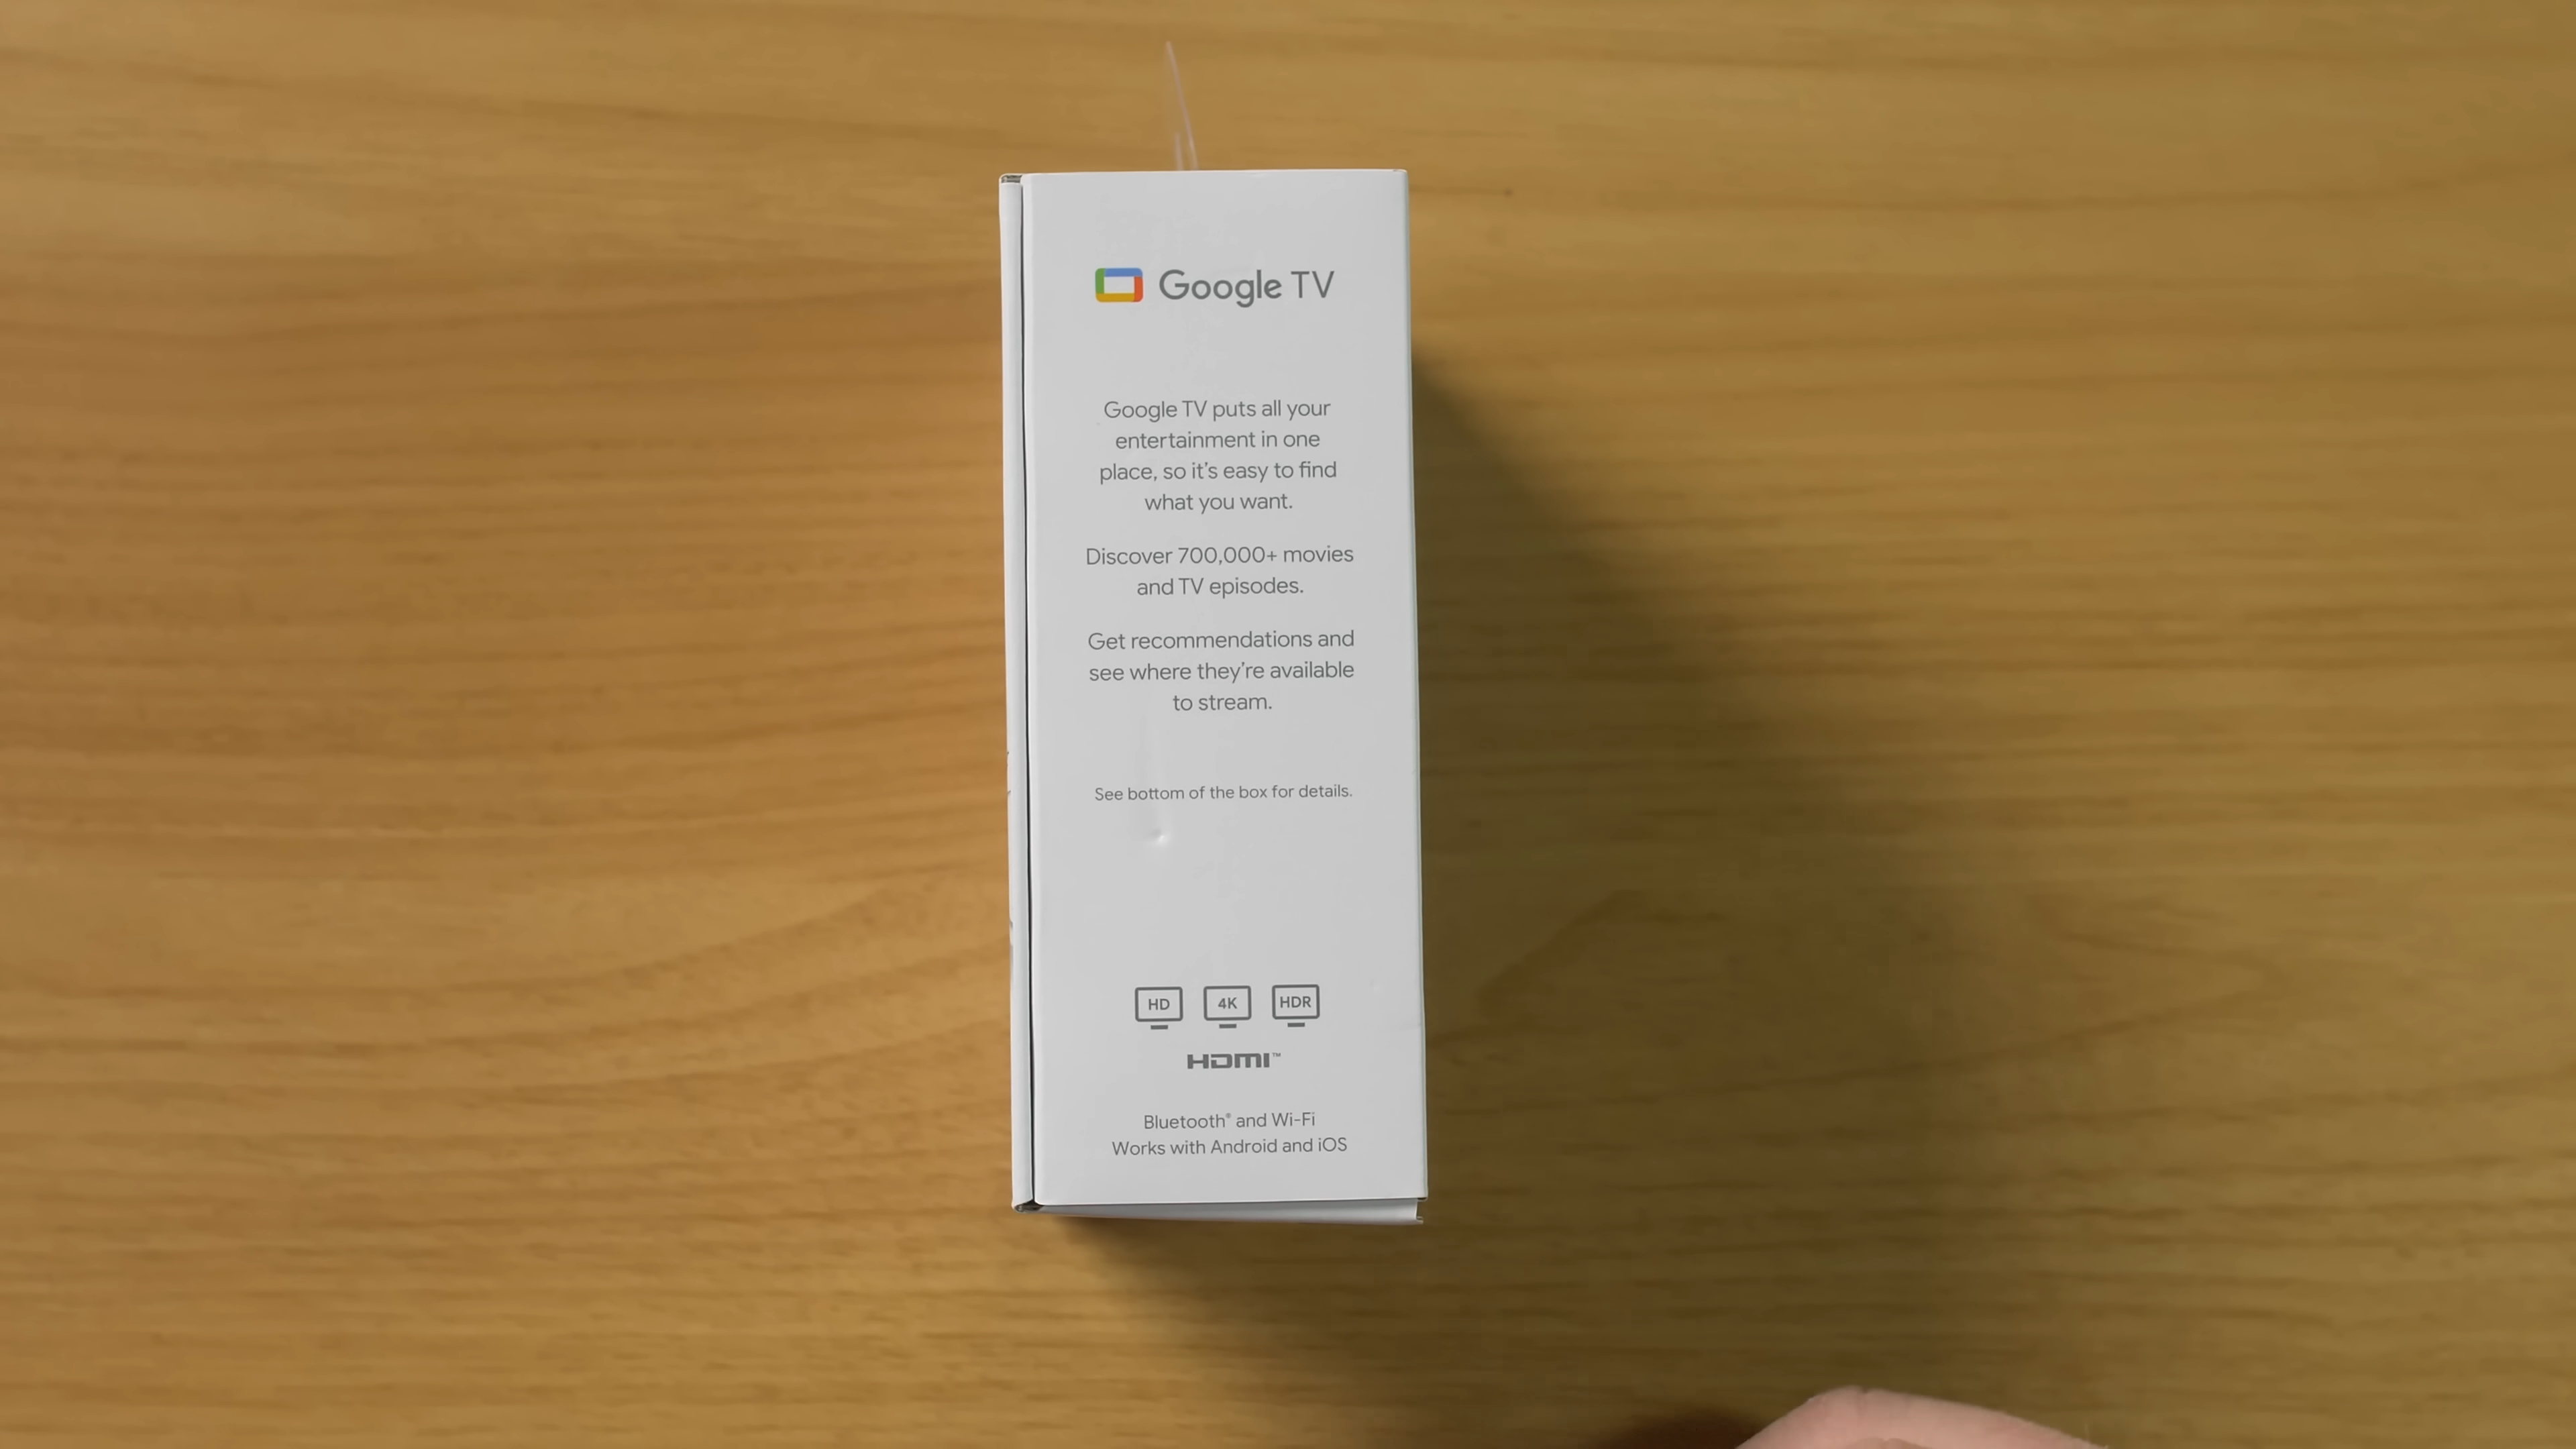 Google TV
Google TV puts all your
entertainment in one
place, so it's easy to find
what you want.
Discover 700,000+ movies
and TV episodes.
Get recommendations and
see where they're available
to stream.
See bottom of the box for details.
HD 4K HDR
HDMI™
Bluetooth® and Wi-Fi
Works with Android and iOS